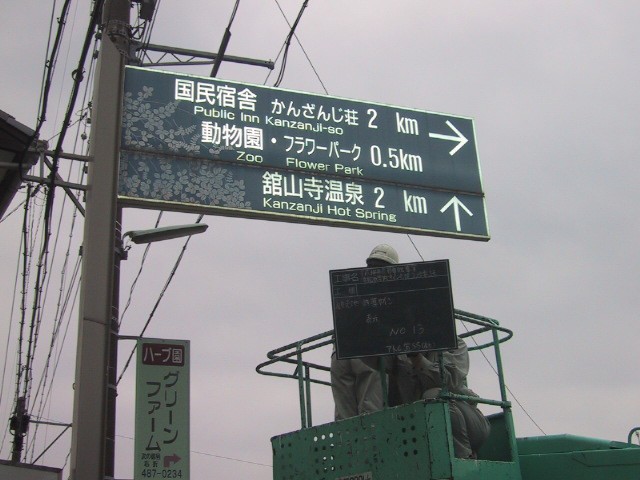 国民宿舎 かんざんじ荘 2 km
Public Inn Kanzanji-so
動物園・フラワーパーク 0.5km
Zoo Flower Park
舘山寺温泉 2 km
Kanzanji Hot Spring
No 13
ハーブ園
グリーン
ファーム
487-0234